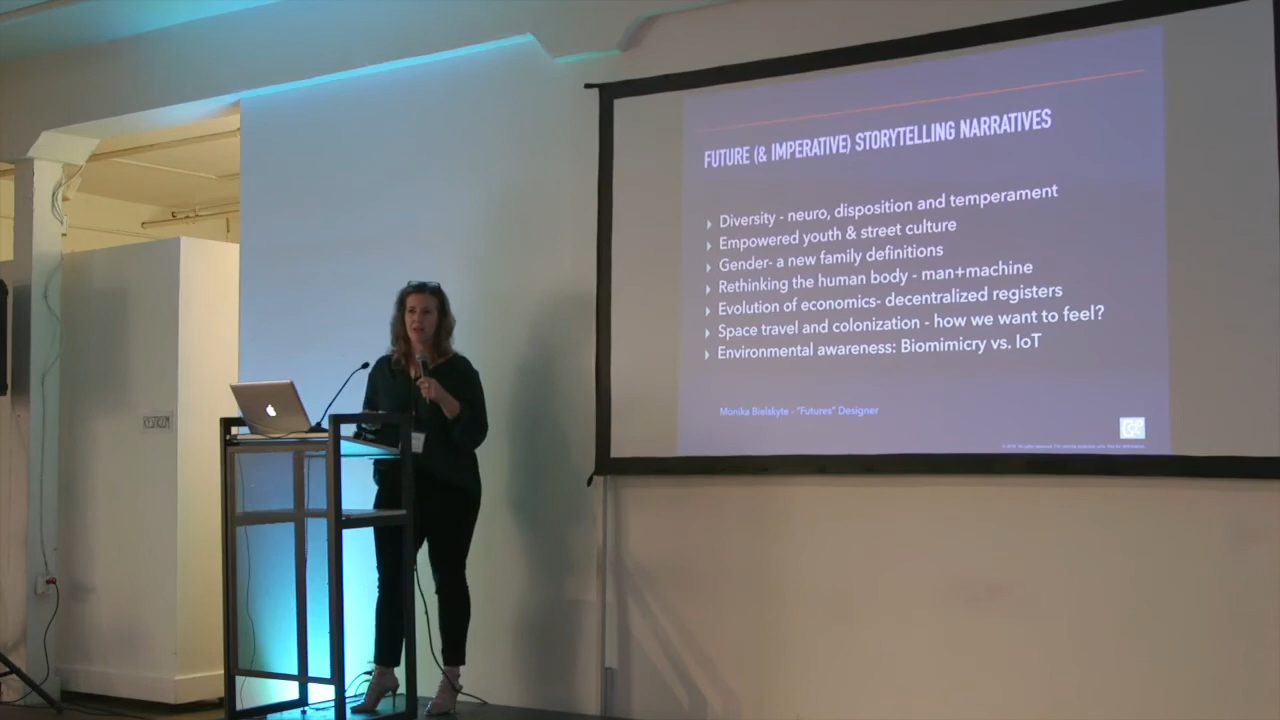 FUTURE (& IMPERATIVE) STORYTELLING NARRATIVES
Diversity - neuro, disposition and temperament
Empowered youth & street culture
Gender- a new family definitions
Rethinking the human body - man+machine
Evolution of economics- decentralized registers
Space travel and colonization - how we want to feel?
Environmental awareness: Biomimicry vs. IoT
Monika Bielskyte - "Futures" Designer
RESTROOM